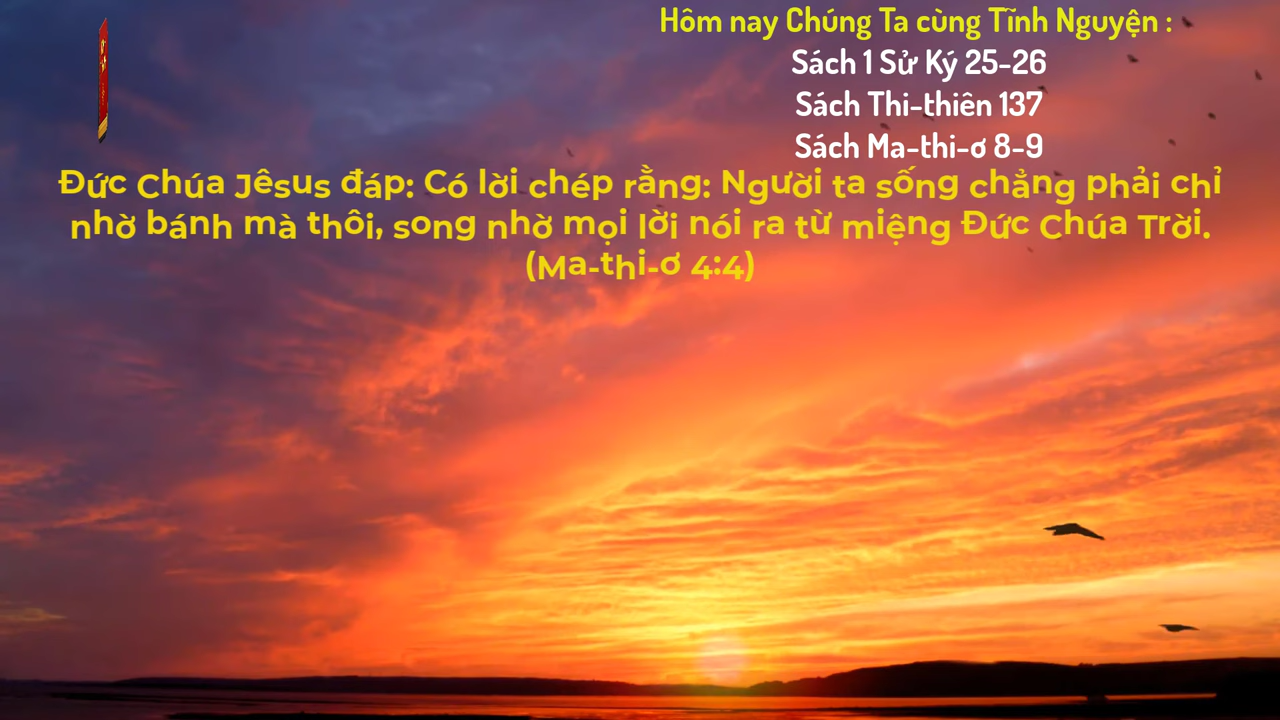 Hôm nay Chúng Ta cùng Tĩnh Nguyện :
Sách 1 Sử Ký 25-26
Sách Thi-thiên 137
Sách Ma-thi-ơ 8-9
Đức Chúa Jêsus đáp: Có lời chép rằng: Người ta sống chẳng phải chỉ
nhờ bánh mà thôi, song nhờ mọi lời nói ra từ miệng Đức Chúa Trời.
(Ma-thi-ơ 4:4)